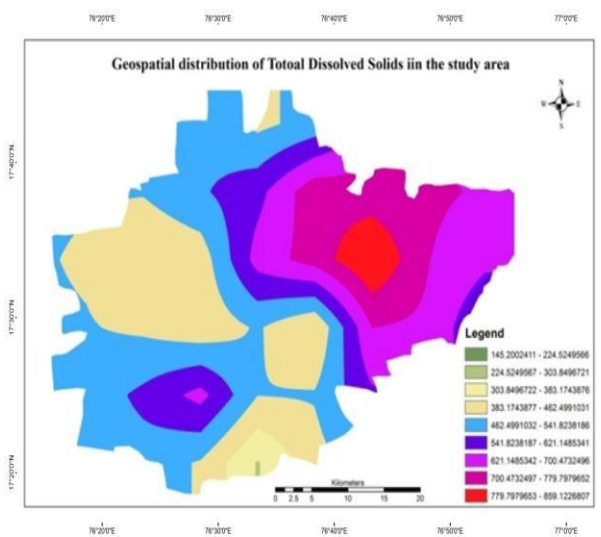 76°20'0"E 76°30'0"E 76°40'0"E 76°50'0"E 77°0'0"E
Geospatial distribution of Totoal Dissolved Solids iin the study area
N
W E
S
17°40'0"N
17°30'0"N
17°20'0"N
Legend
145.2002411 - 224.5249566
224.5249567 - 303.8496721
303.8496722 - 383.1743876
383.1743877 - 462.4991031
462.4991032 - 541.8238186
541.8238187 - 621.1485341
621.1485342 - 700.4732496
700.4732497 - 779.7979652
779.7979653 - 859.1226807
Kilometers
0 2.5 5 10 15 20
76°20'0"E 76°30'0"E 76°40'0"E 76°50'0"E 77°0'0"E